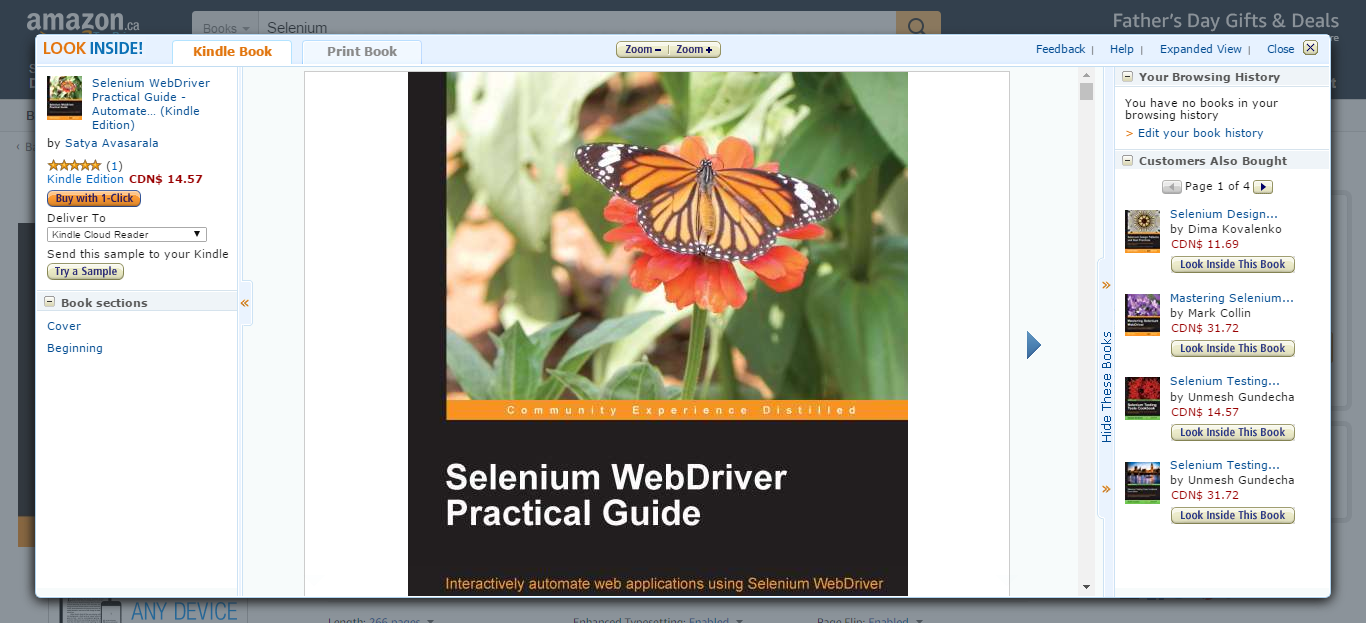 amazon.ca
Books
Selenium
Father's Day Gifts & Deals
LOOK INSIDE!
Kindle Book
Print Book
Zoom - | Zoom +
Feedback | Help | Expanded View | Close
Selenium WebDriver
Practical Guide -
Automate... (Kindle
Edition)
by Satya Avasarala
(1)
Kindle Edition CDN$ 14.57
Buy with 1-Click
Deliver To
Kindle Cloud Reader
Send this sample to your Kindle
Try a Sample
Book sections
Cover
Beginning
Community Experience Distilled
Selenium WebDriver
Practical Guide
Interactively automate web applications using Selenium WebDriver
Hide These Books
Your Browsing History
You have no books in your
browsing history
> Edit your book history
Customers Also Bought
Page 1 of 4
Selenium Design...
by Dima Kovalenko
CDN$ 11.69
Look Inside This Book
Mastering Selenium...
by Mark Collin
CDN$ 31.72
Look Inside This Book
Selenium Testing...
by Unmesh Gundecha
CDN$ 14.57
Look Inside This Book
Selenium Testing...
by Unmesh Gundecha
CDN$ 31.72
Look Inside This Book
ANY DEVICE
Length: 266 pages
Enhanced Typesetting: Enabled
Page Flip: Enabled